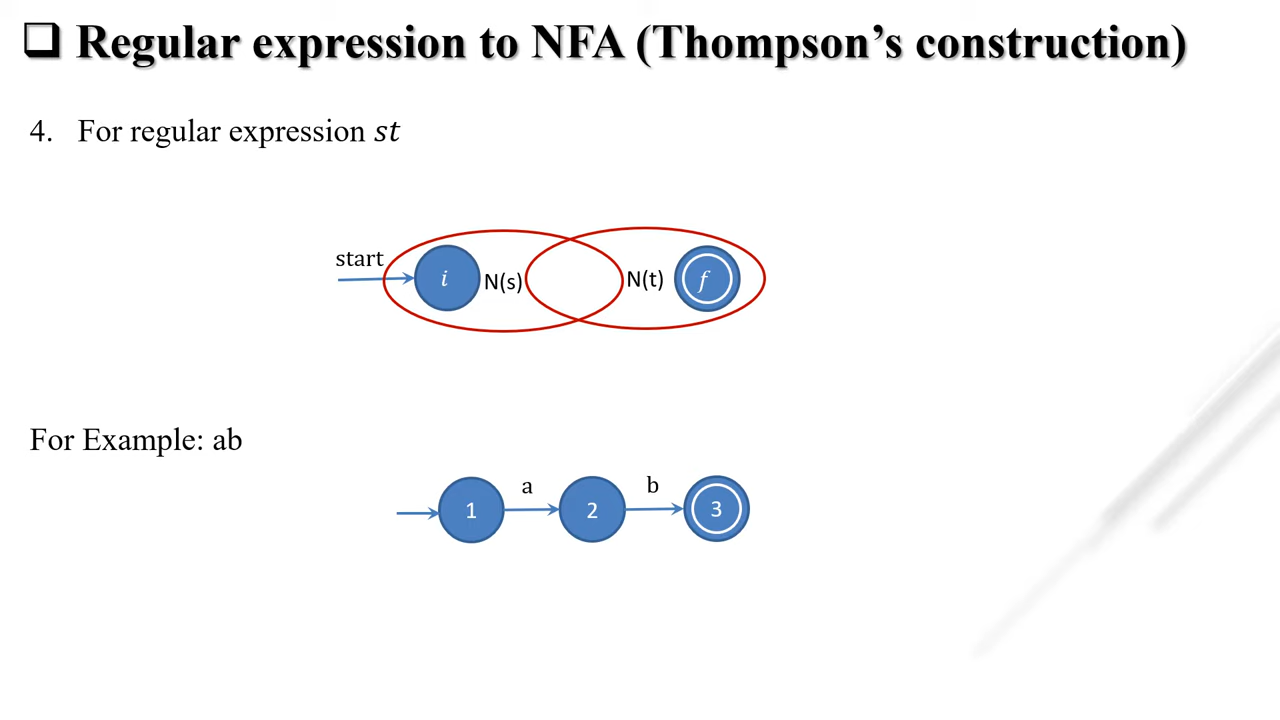 ❑ Regular expression to NFA (Thompson’s construction)
4. For regular expression 𝑠𝑡
start
𝑖 N(s) N(t) 𝑓
For Example: ab
a b
1 2 3